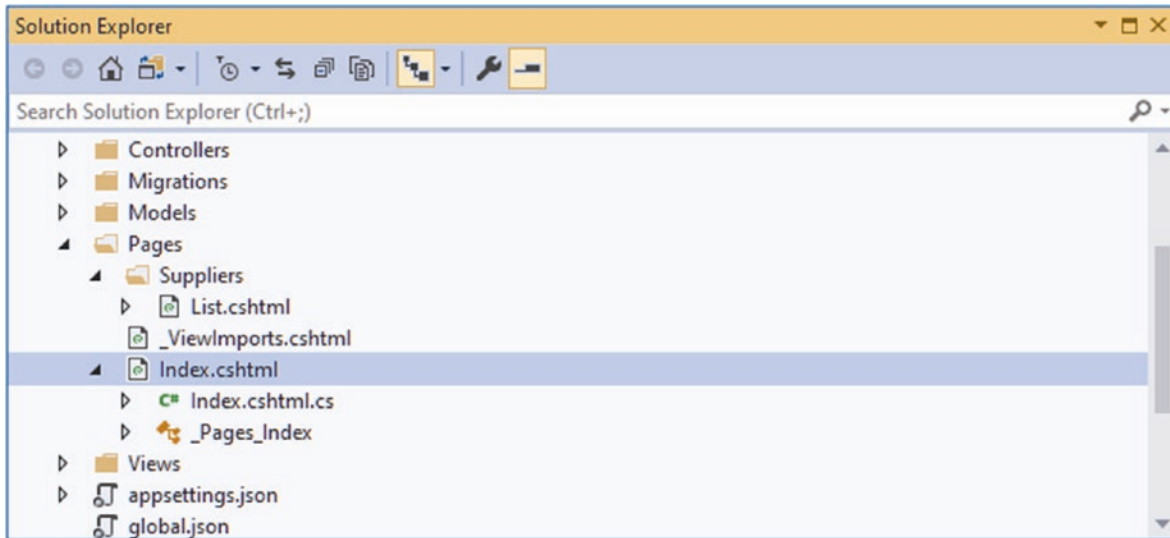 Solution Explorer
Search Solution Explorer (Ctrl+;)
Controllers
Migrations
Models
Pages
Suppliers
List.cshtml
_ViewImports.cshtml
Index.cshtml
C# Index.cshtml.cs
_Pages_Index
Views
appsettings.json
global.json